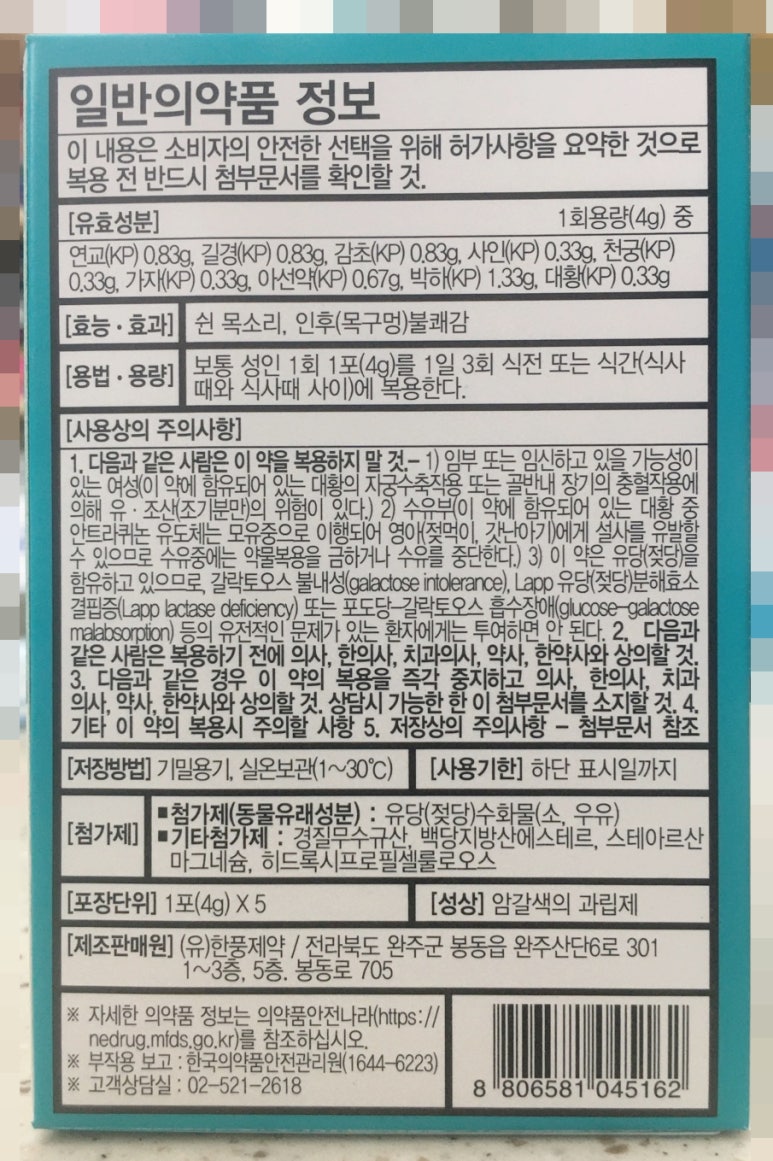 일반의약품 정보
이 내용은 소비자의 안전한 선택을 위해 허가사항을 요약한 것으로
복용 전 반드시 첨부문서를 확인할 것.
[유효성분] 1회용량(4g) 중
연교(KP) 0.83g, 길경(KP) 0.83g, 감초(KP) 0.83g, 사인(KP) 0.33g, 천궁(KP)
0.33g, 가자(KP) 0.33g, 아선약(KP) 0.67g, 박하(KP) 1.33g, 대황(KP) 0.33g
[효능·효과] 쉰 목소리, 인후(목구멍)불쾌감
[용법·용량] 보통 성인 1회 1포(4g)를 1일 3회 식전 또는 식간(식사
때와 식사때 사이)에 복용한다.
[사용상의 주의사항]
1. 다음과 같은 사람은 이 약을 복용하지 말 것.- 1) 임부 또는 임신하고 있을 가능성이
있는 여성(이 약에 함유되어 있는 대황의 자궁수축작용 또는 골반내 장기의 충혈작용에
의해 유·조산(조기분만)의 위험이 있다.) 2) 수유부(이 약에 함유되어 있는 대황 중
안트라퀴논 유도체는 모유중으로 이행되어 영아(젖먹이, 갓난아기)에게 설사를 유발할
수 있으므로 수유중에는 약물복용을 금하거나 수유를 중단한다.) 3) 이 약은 유당(젖당)을
함유하고 있으므로, 갈락토오스 불내성(galactose intolerance), Lapp 유당(젖당)분해효소
결핍증(Lapp lactase deficiency) 또는 포도당-갈락토오스 흡수장애(glucose-galactose
malabsorption) 등의 유전적인 문제가 있는 환자에게는 투여하면 안 된다. 2. 다음과
같은 사람은 복용하기 전에 의사, 한의사, 치과의사, 약사, 한약사와 상의할 것.
3. 다음과 같은 경우 이 약의 복용을 즉각 중지하고 의사, 한의사, 치과
의사, 약사, 한약사와 상의할 것. 상담시 가능한 한 이 첨부문서를 소지할 것. 4.
기타 이 약의 복용시 주의할 사항 5. 저장상의 주의사항 - 첨부문서 참조
[저장방법] 기밀용기, 실온보관(1~30℃) [사용기한] 하단 표시일까지
[첨가제] ■첨가제(동물유래성분) : 유당(젖당)수화물(소, 우유)
■기타첨가제 : 경질무수규산, 백당지방산에스테르, 스테아르산
마그네슘, 히드록시프로필셀룰로오스
[포장단위] 1포(4g) X 5 [성상] 암갈색의 과립제
[제조판매원] (유)한풍제약 / 전라북도 완주군 봉동읍 완주산단6로 301
1~3층, 5층. 봉동로 705
※ 자세한 의약품 정보는 의약품안전나라(https://
nedrug.mfds.go.kr)를 참조하십시오.
※ 부작용 보고 : 한국의약품안전관리원(1644-6223)
※ 고객상담실 : 02-521-2618
8 806581 045162